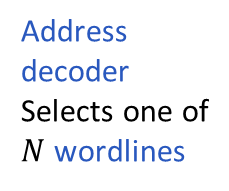 Address
decoder
Selects one of
N wordlines